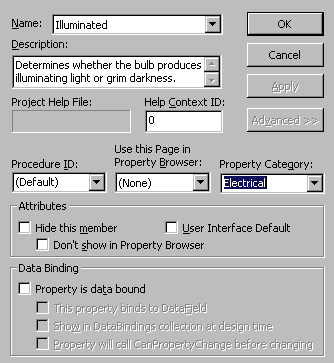 Name: Illuminated OK
Description: Cancel
Determines whether the bulb produces
illuminating light or grim darkness.
Apply
Project Help File: Help Context ID:
0 Advanced >>
Use this Page in
Procedure ID: Property Browser: Property Category:
(Default) (None) Electrical
Attributes
Hide this member User Interface Default
Don't show in Property Browser
Data Binding
Property is data bound
This property binds to DataField
Show in DataBindings collection at design time
Property will call CanPropertyChange before changing